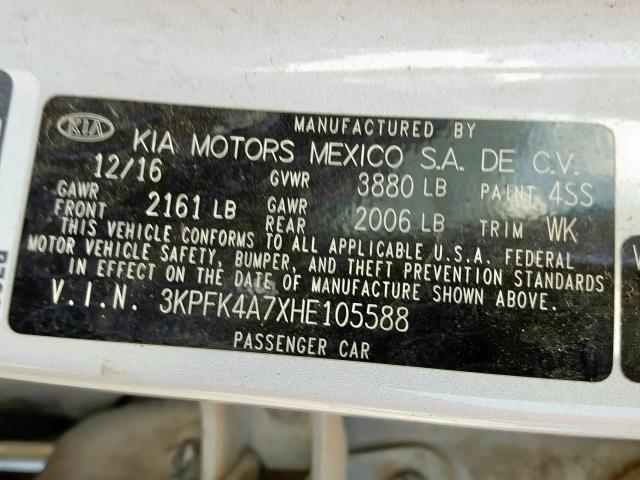 MANUFACTURED BY
KIA KIA MOTORS MEXICO S.A. DE C.V.
12/16 GVWR 3880 LB PAINT 4SS
GAWR FRONT 2161 LB GAWR REAR 2006 LB TRIM WK
THIS VEHICLE CONFORMS TO ALL APPLICABLE U.S.A. FEDERAL
MOTOR VEHICLE SAFETY, BUMPER, AND THEFT PREVENTION STANDARDS
IN EFFECT ON THE DATE OF MANUFACTURE SHOWN ABOVE.
V.I.N. 3KPFK4A7XHE105588
PASSENGER CAR